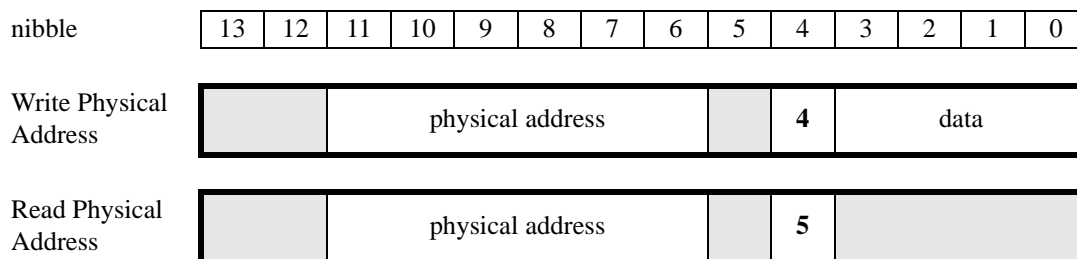 nibble 13 12 11 10 9 8 7 6 5 4 3 2 1 0
Write Physical
Address
physical address 4 data
Read Physical
Address
physical address 5